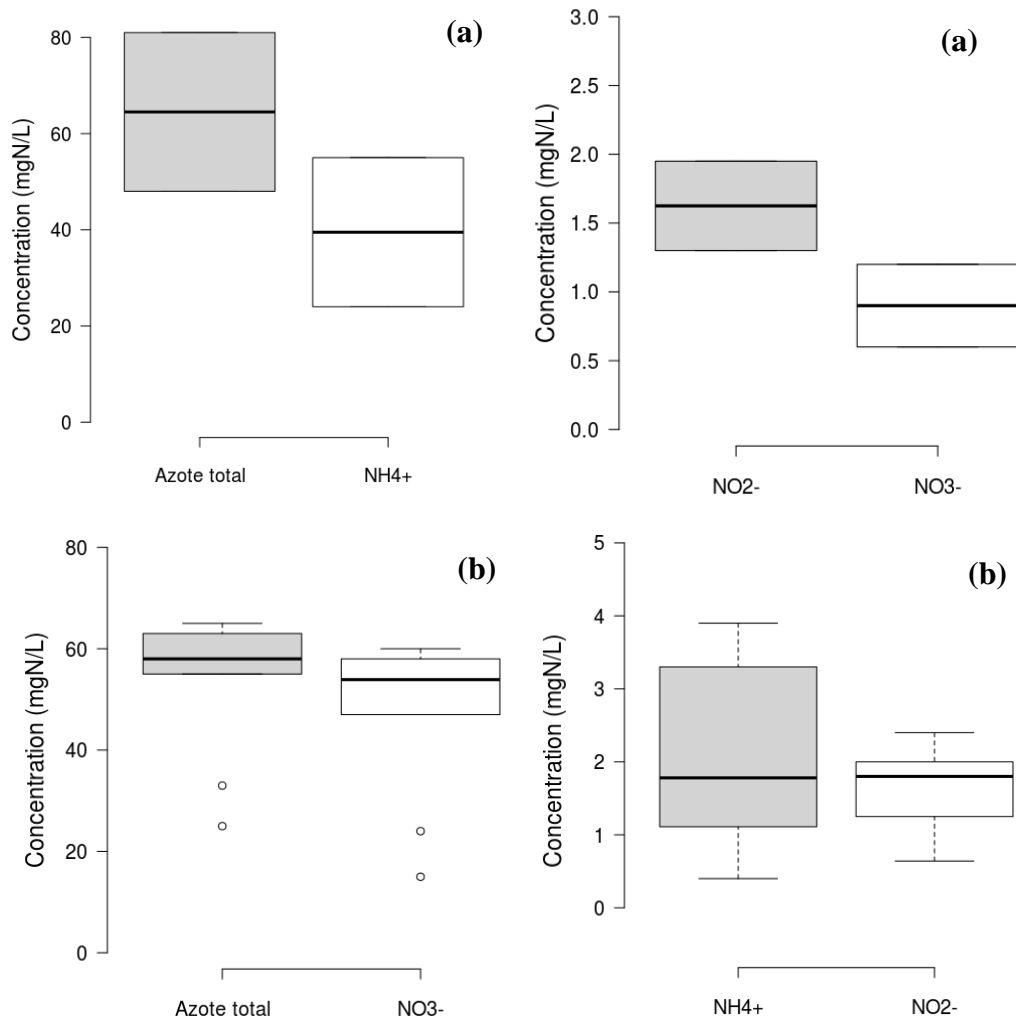 (a)
Concentration (mgN/L)
80
60
40
20
0
Azote total NH4+
(a)
Concentration (mgN/L)
3.0
2.5
2.0
1.5
1.0
0.5
0.0
NO2- NO3-
(b)
Concentration (mgN/L)
80
60
40
20
0
Azote total NO3-
(b)
Concentration (mgN/L)
5
4
3
2
1
0
NH4+ NO2-